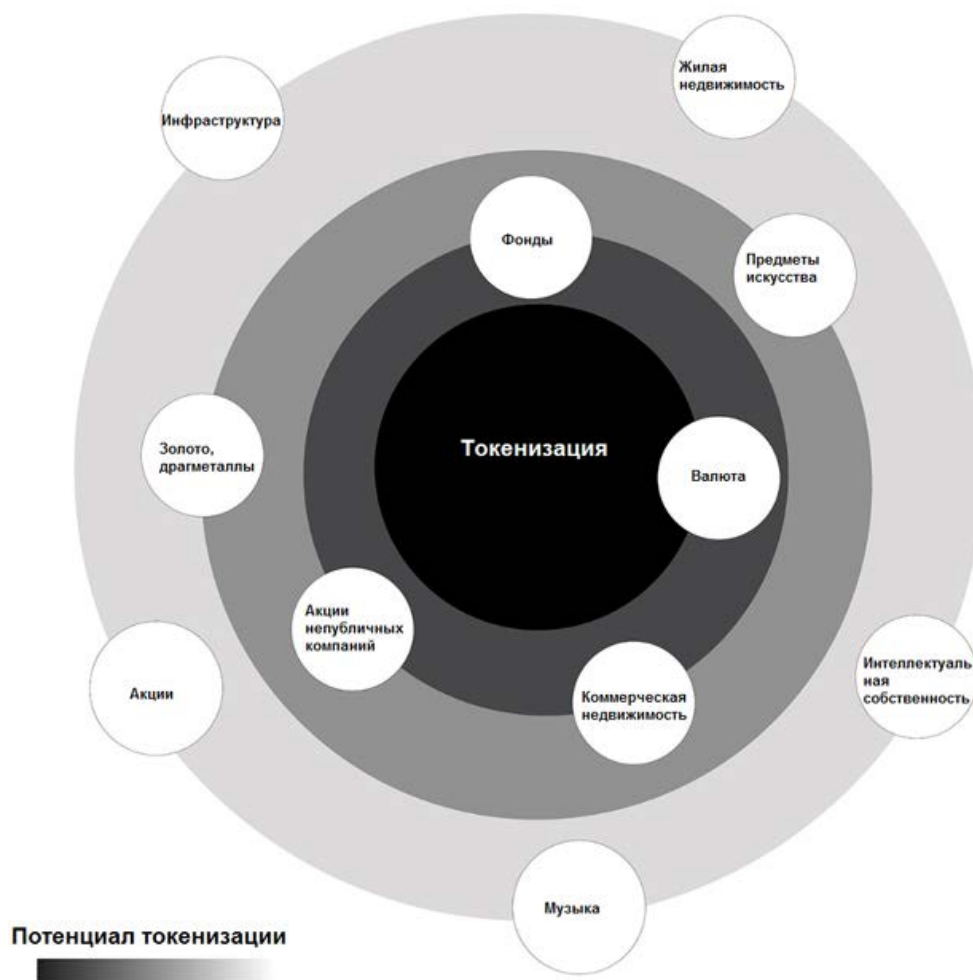 Жилая
недвижимость
Инфраструктура
Фонды
Предметы
искусства
Золото,
драгметаллы
Токенизация
Валюта
Акции
непубличных
компаний
Акции
Коммерческая
недвижимость
Интеллектуаль
ная
собственность
Музыка
Потенциал токенизации